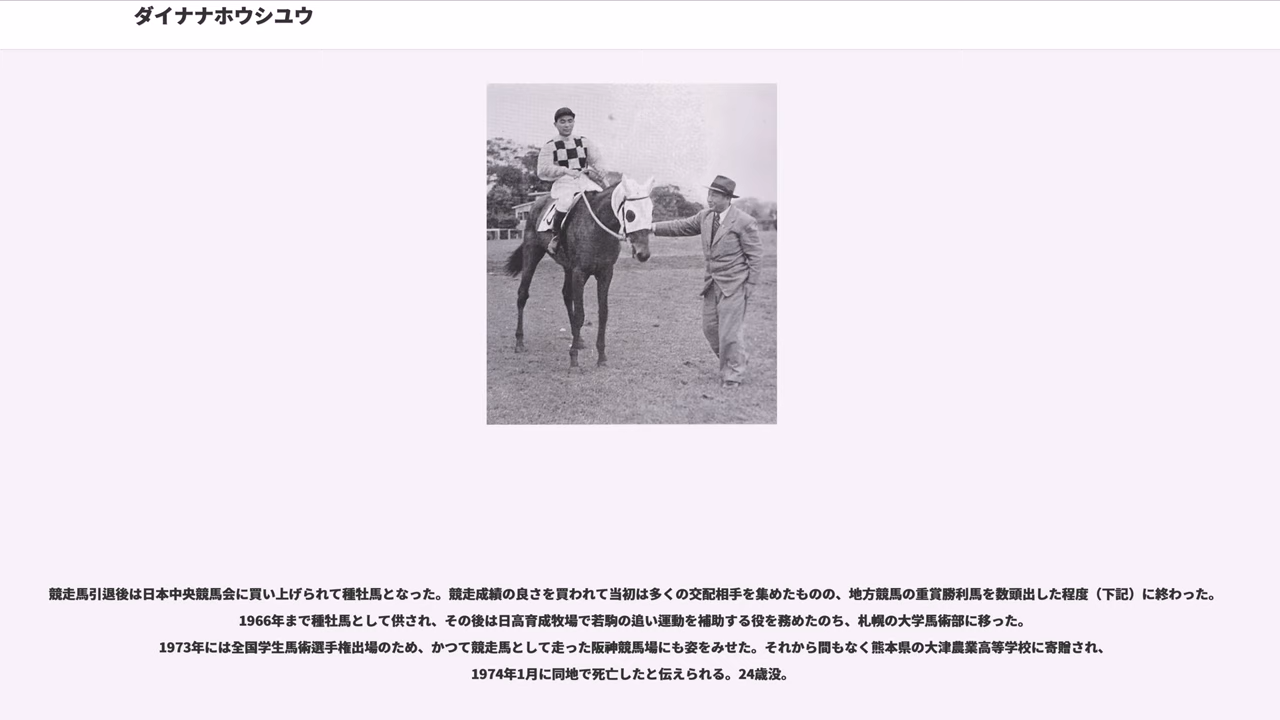 ダイナナホウシユウ
競走馬引退後は日本中央競馬会に買い上げられて種牡馬となった。競走成績の良さを買われて当初は多くの交配相手を集めたものの、地方競馬の重賞勝利馬を数頭出した程度（下記）に終わった。
1966年まで種牡馬として供され、その後は日高育成牧場で若駒の追い運動を補助する役を務めたのち、札幌の大学馬術部に移った。
1973年には全国学生馬術選手権出場のため、かつて競走馬として走った阪神競馬場にも姿をみせた。それから間もなく熊本県の大津農業高等学校に寄贈され、
1974年1月に同地で死亡したと伝えられる。24歳没。